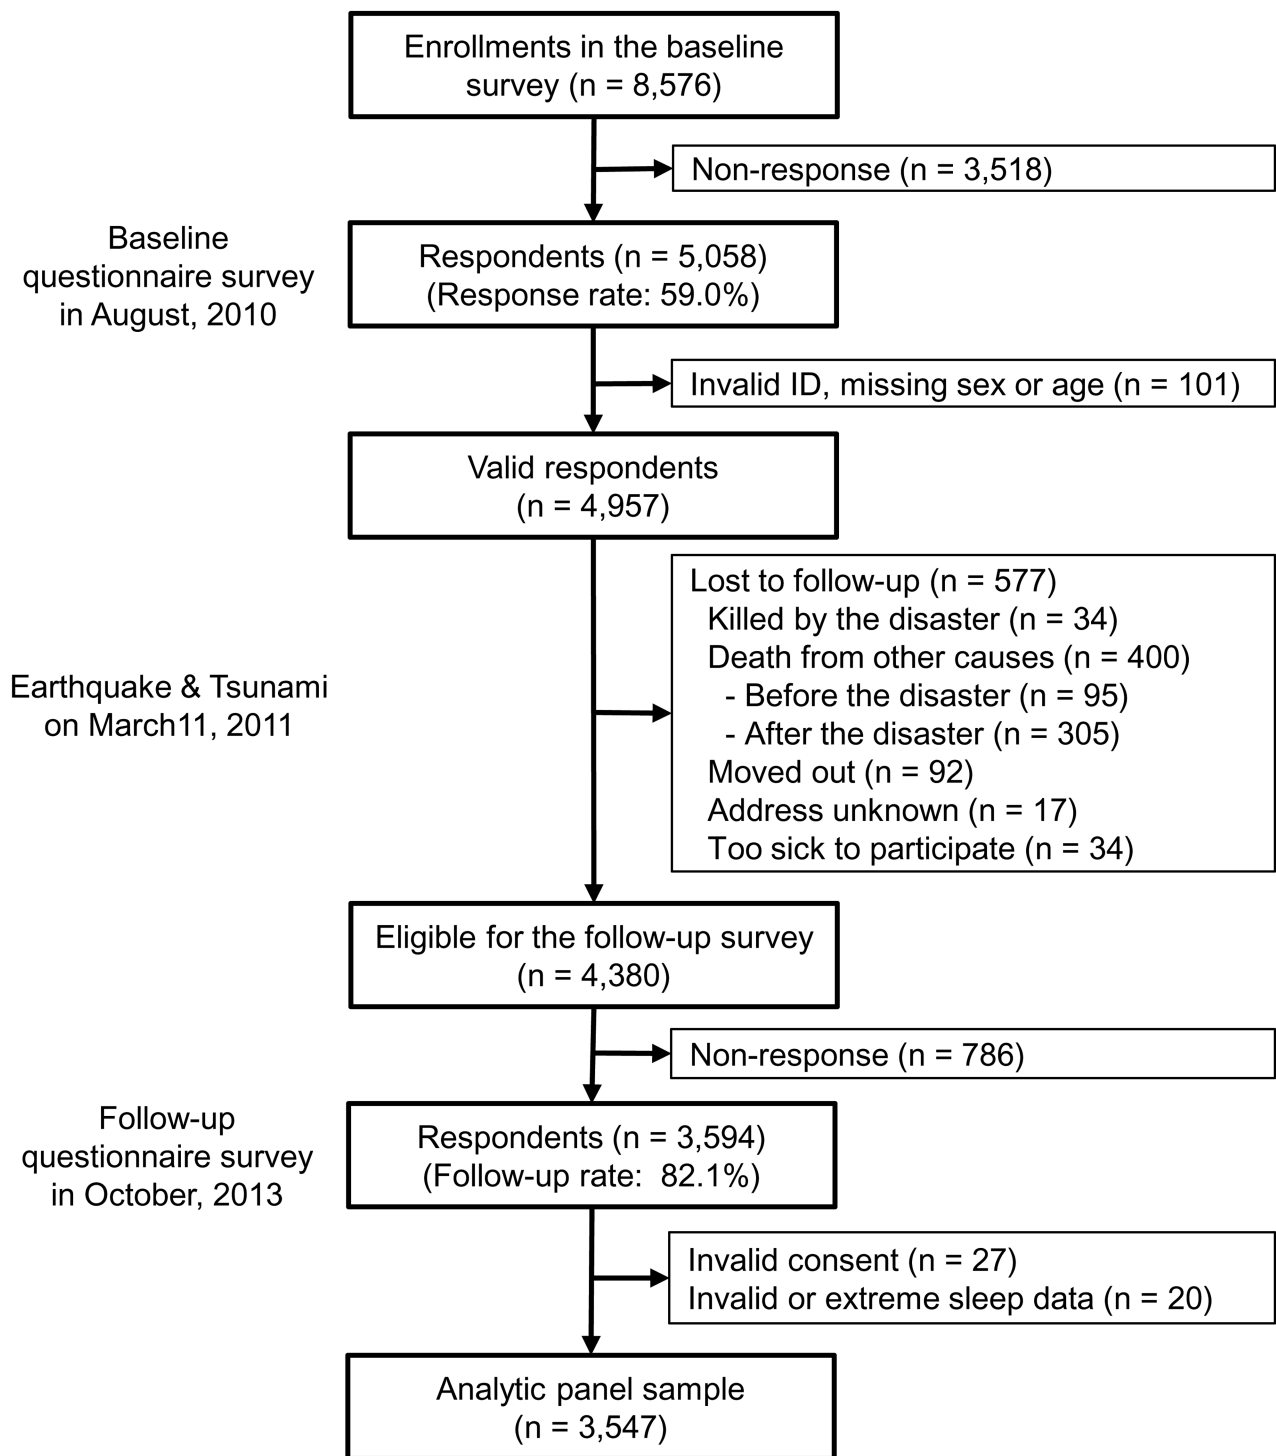 Enrollments in the baseline
survey (n = 8,576)
Non-response (n = 3,518)
Baseline
questionnaire survey
in August, 2010
Respondents (n = 5,058)
(Response rate: 59.0%)
Invalid ID, missing sex or age (n = 101)
Valid respondents
(n = 4,957)
Earthquake & Tsunami
on March11, 2011
Lost to follow-up (n = 577)
Killed by the disaster (n = 34)
Death from other causes (n = 400)
- Before the disaster (n = 95)
- After the disaster (n = 305)
Moved out (n = 92)
Address unknown (n = 17)
Too sick to participate (n = 34)
Eligible for the follow-up survey
(n = 4,380)
Non-response (n = 786)
Follow-up
questionnaire survey
in October, 2013
Respondents (n = 3,594)
(Follow-up rate:  82.1%)
Invalid consent (n = 27)
Invalid or extreme sleep data (n = 20)
Analytic panel sample
(n = 3,547)